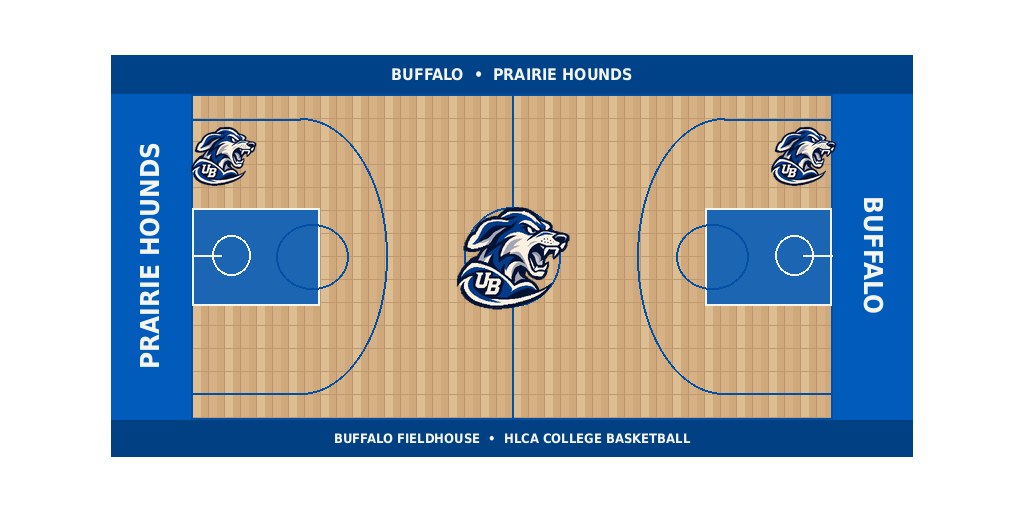 BUFFALO • PRAIRIE HOUNDS
PRAIRIE HOUNDS
UB
UB
UB
BUFFALO
BUFFALO FIELDHOUSE • HLCA COLLEGE BASKETBALL